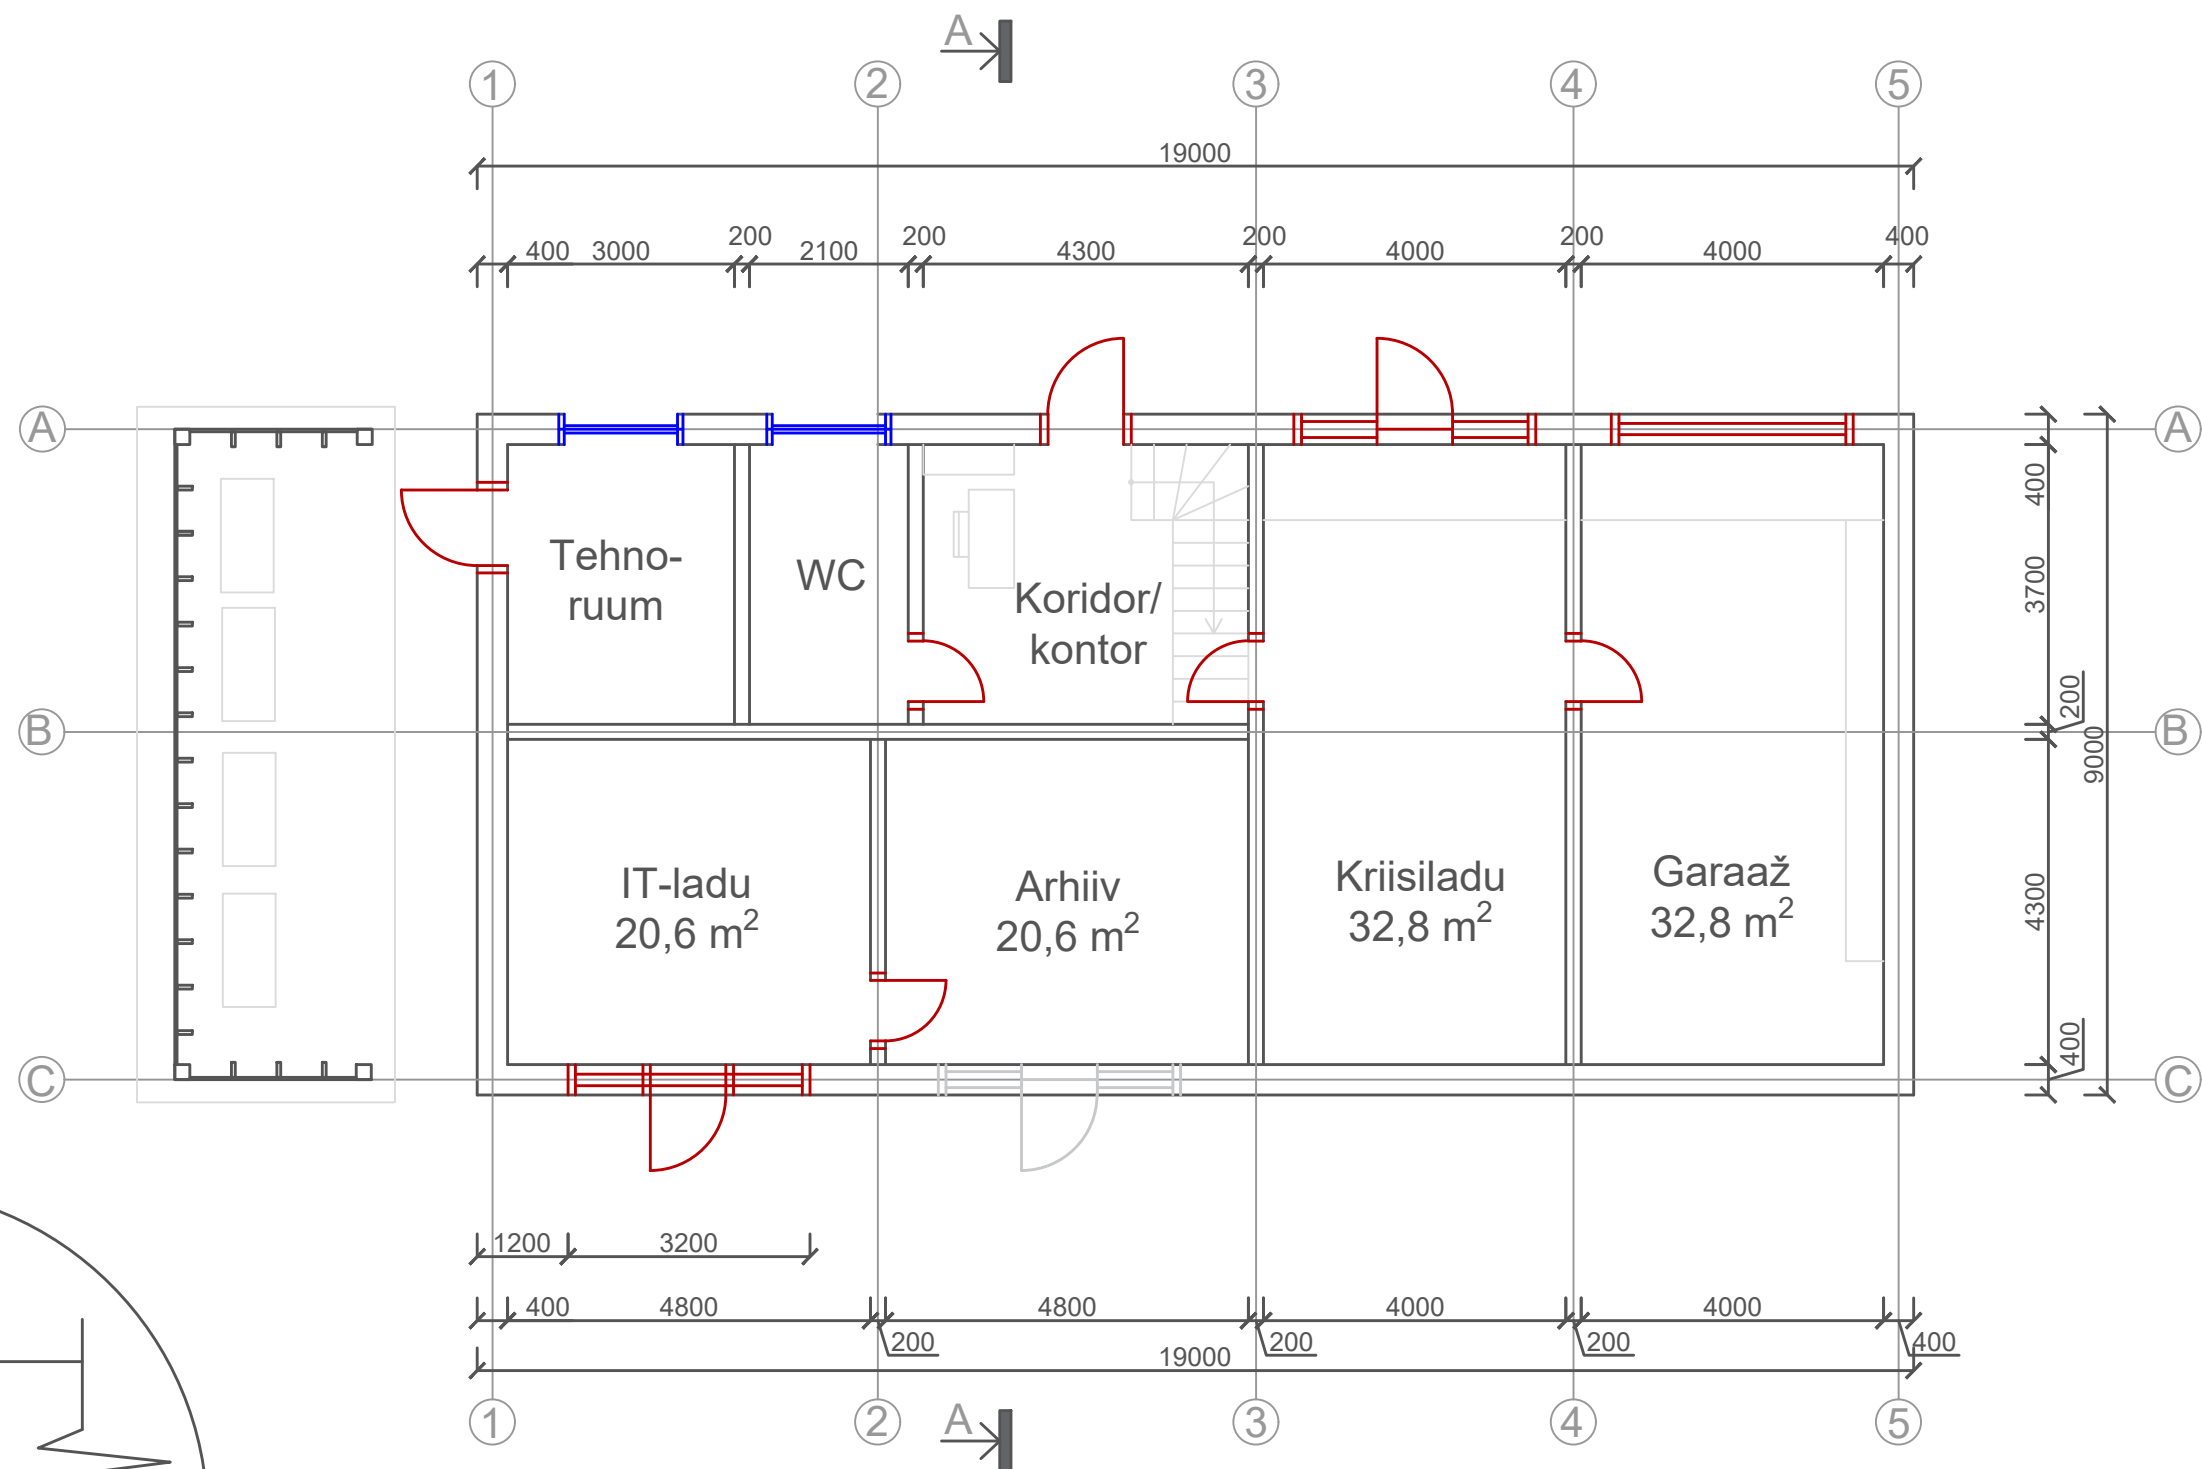 A
1 2 3 4 5
19000
400 3000 200 2100 200 4300 200 4000 200 4000 400
A A
400
Tehno-
ruum
WC
Koridor/
kontor
3700
200
B B
9000
IT-ladu
20,6 m²
Arhiiv
20,6 m²
Kriisiladu
32,8 m²
Garaaž
32,8 m²
4300
400
C C
1200 3200
400 4800 4800 4000 4000
200 200 200 400
19000
1 2 3 4 5
A